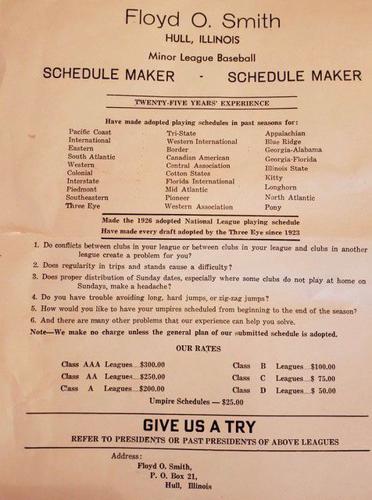 Floyd O. Smith
HULL, ILLINOIS
Minor League Baseball
SCHEDULE MAKER - SCHEDULE MAKER
TWENTY-FIVE YEARS' EXPERIENCE
Have made adopted playing schedules in past seasons for:
Pacific Coast Tri-State Appalachian
International Western International Blue Ridge
Eastern Border Georgia-Alabama
South Atlantic Canadian American Georgia-Florida
Western Central Association Illinois State
Colonial Cotton States Kitty
Interstate Florida International Longhorn
Piedmont Mid Atlantic North Atlantic
Southeastern Pioneer Pony
Three Eye Western Association
Made the 1926 adopted National League playing schedule
Have made every draft adopted by the Three Eye since 1923
1. Do conflicts between clubs in your league or between clubs in your league and clubs in another
league create a problem for you?
2. Does regularity in trips and stands cause a difficulty?
3. Does proper distribution of Sunday dates, especially where some clubs do not play at home on
Sundays, make a headache?
4. Do you have trouble avoiding long, hard jumps, or zig-zag jumps?
5. How would you like to have your umpires scheduled from beginning to the end of the season?
6. And there are many other problems that our experience can help you solve.
Note—We make no charge unless the general plan of our submitted schedule is adopted.
OUR RATES
Class AAA Leagues...$300.00 Class B Leagues...$100.00
Class AA Leagues...$250.00 Class C Leagues...$ 75.00
Class A Leagues...$200.00 Class D Leagues...$ 50.00
Umpire Schedules — $25.00
GIVE US A TRY
REFER TO PRESIDENTS OR PAST PRESIDENTS OF ABOVE LEAGUES
Address:
Floyd O. Smith,
P. O. Box 21,
Hull, Illinois